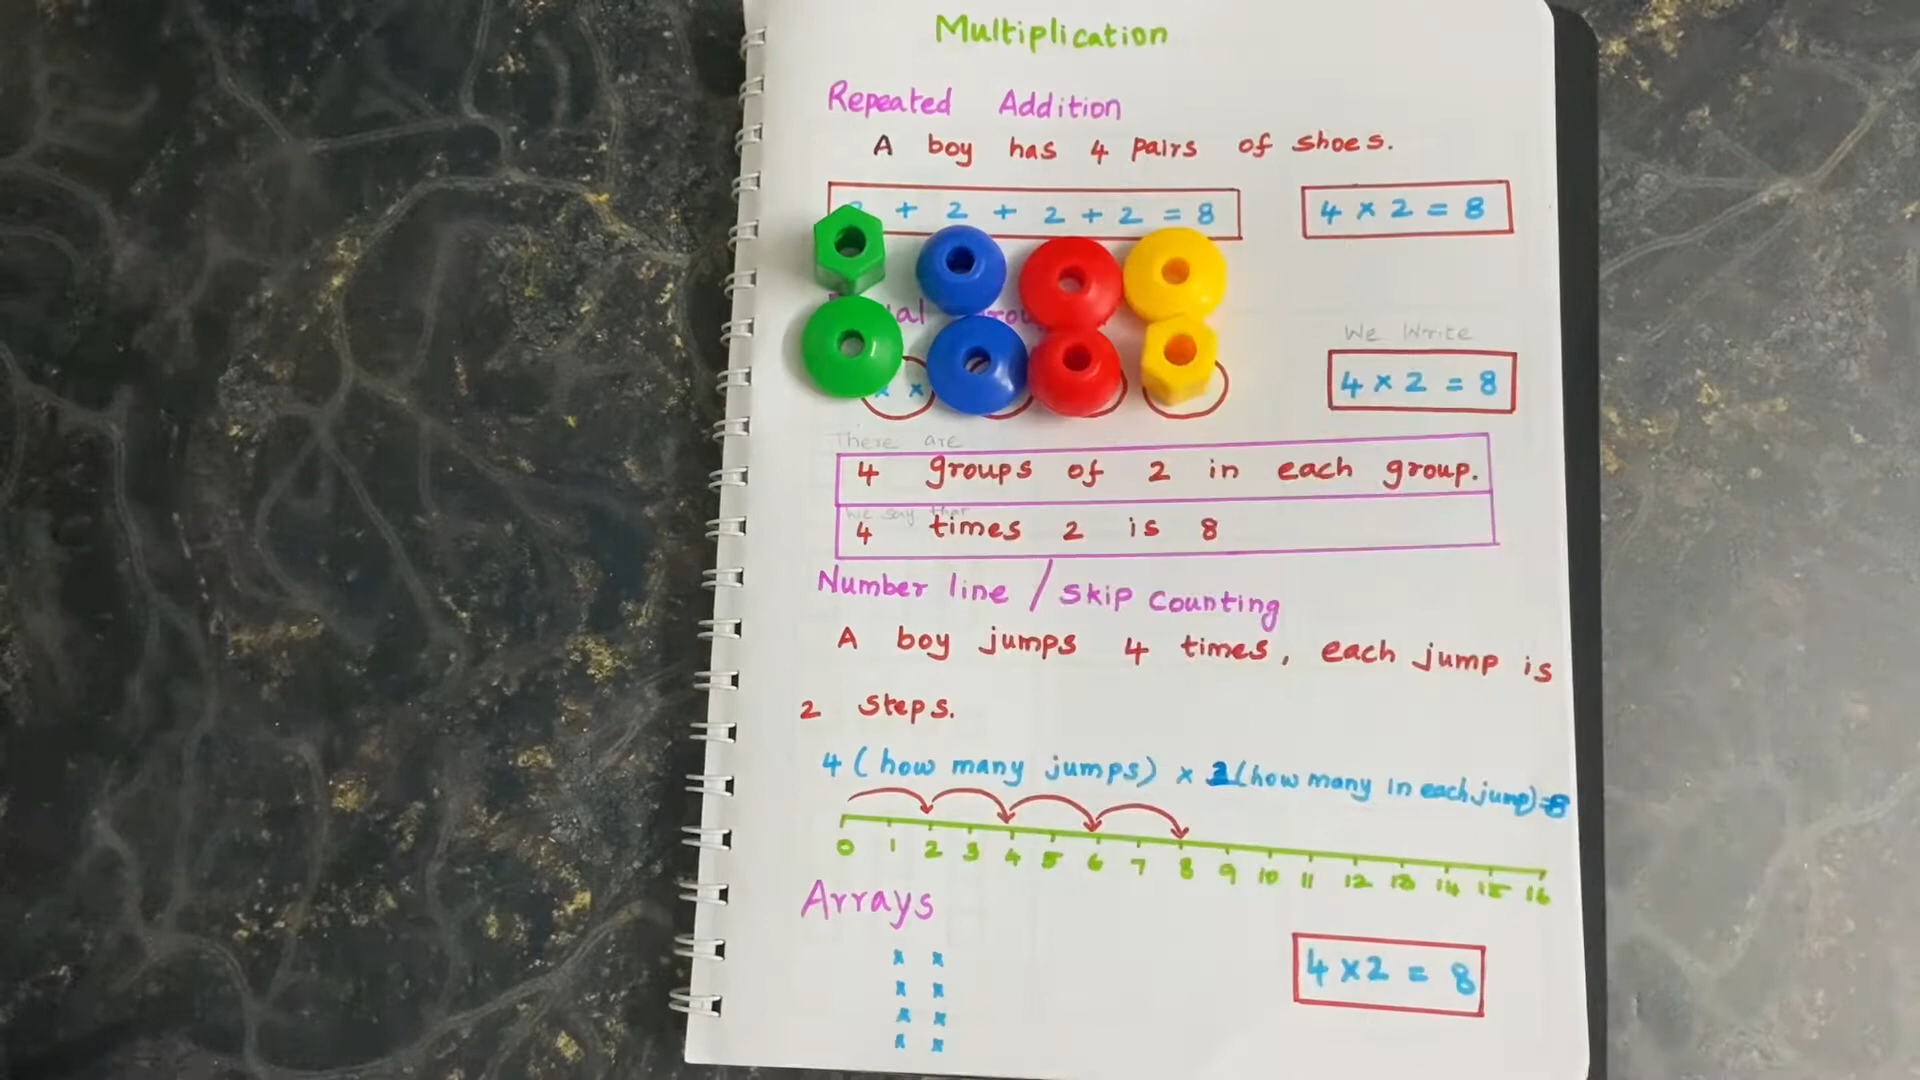 Multiplication
Repeated Addition
A boy has 4 pairs of shoes.
+ 2 + 2 + 2 = 8
4 × 2 = 8
We Write
4 × 2 = 8
There are
4 groups of 2 in each group.
We say that
4 times 2 is 8
Number line / Skip Counting
A boy jumps 4 times, each jump is
2 steps.
4 (how many jumps) × 2 (how many in each jump) = 8
0 1 2 3 4 5 6 7 8 9 10 11 12 13 14 15 16
Arrays
x x
x x
x x
x x
4 × 2 = 8